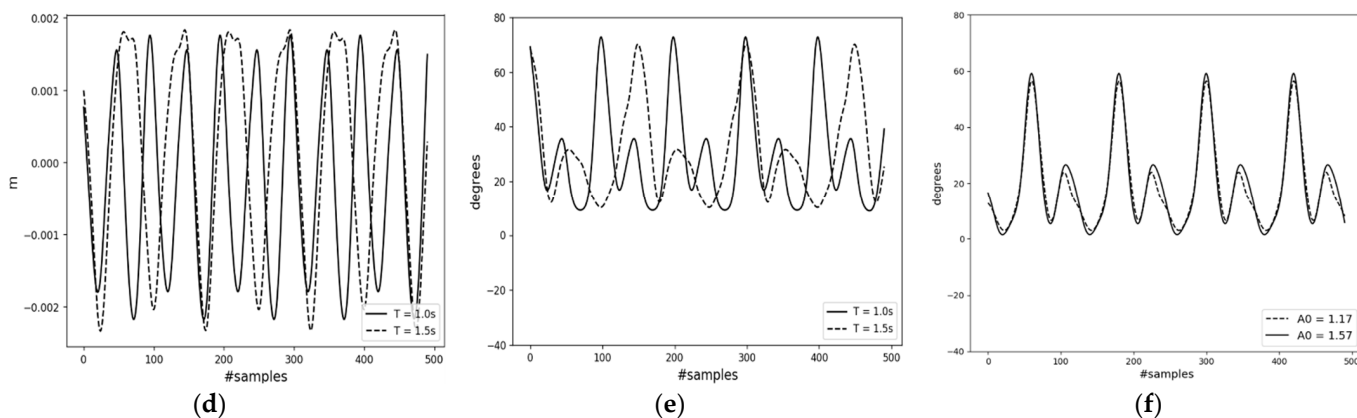 0.002
0.001
0.000
−0.001
−0.002
m
0 100 200 300 400 500
#samples
T = 1.0s
T = 1.5s
(d)
80
60
40
20
0
−20
−40
degrees
0 100 200 300 400 500
#samples
T = 1.0s
T = 1.5s
(e)
80
60
40
20
0
−20
−40
degrees
0 100 200 300 400 500
#samples
A0 = 1.17
A0 = 1.57
(f)